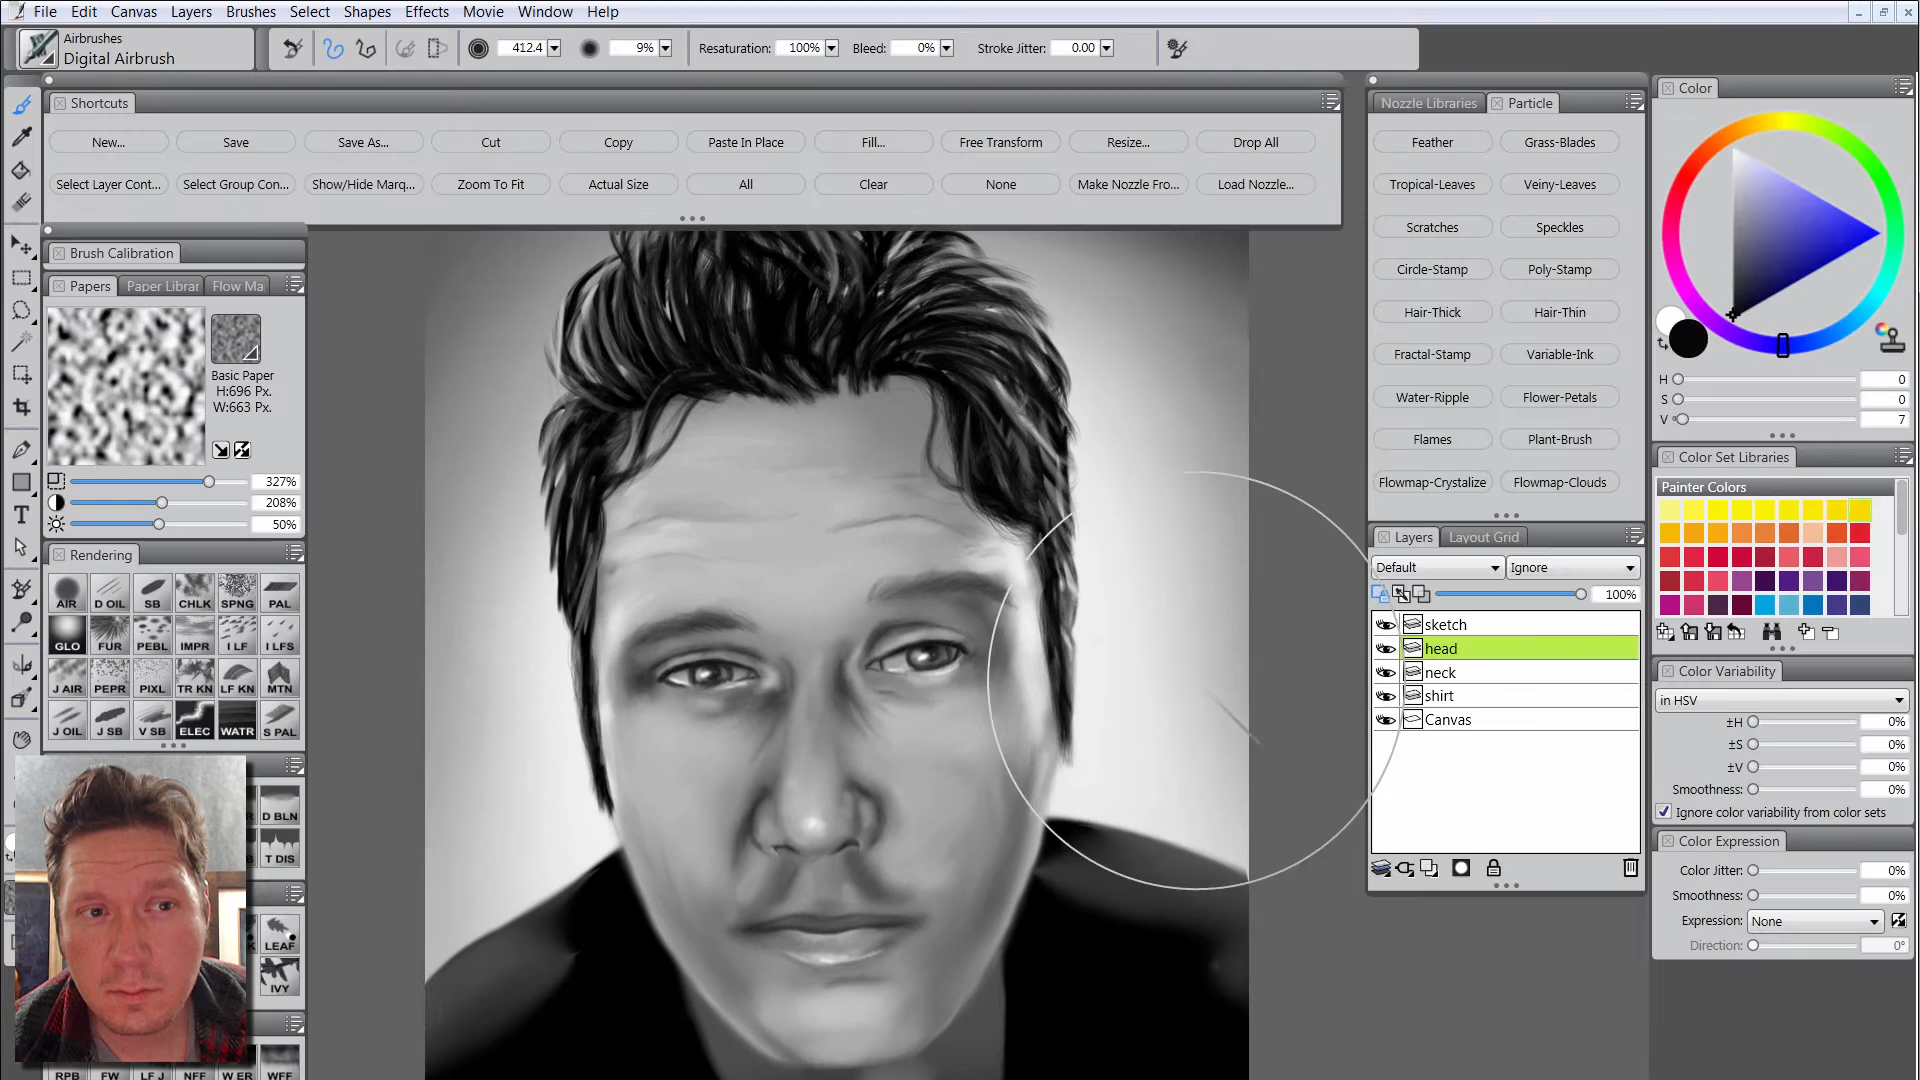 File Edit Canvas Layers Brushes Select Shapes Effects Movie Window Help
Airbrushes
Digital Airbrush
412.4
9%
Resaturation: 100%
Bleed: 0%
Stroke Jitter: 0.00
Shortcuts
New... Save Save As... Cut Copy Paste In Place Fill... Free Transform Resize... Drop All
Select Layer Cont... Select Group Con... Show/Hide Marq... Zoom To Fit Actual Size All Clear None Make Nozzle Fro... Load Nozzle...
Brush Calibration
Papers Paper Librar Flow Ma
Basic Paper
H:696 Px.
W:663 Px.
327%
208%
50%
Rendering
AIR D OIL SB CHLK SPNG PAL
GLO FUR PEBL IMPR I LF I LFS
J AIR PEPR PIXL TR KN LF KN MTN
J OIL J SB V SB ELEC WATR S PAL
D BLN
T DIS
LEAF
IVY
RPB FW LF J NFF W ER WFF
Nozzle Libraries Particle
Feather Grass-Blades
Tropical-Leaves Veiny-Leaves
Scratches Speckles
Circle-Stamp Poly-Stamp
Hair-Thick Hair-Thin
Fractal-Stamp Variable-Ink
Water-Ripple Flower-Petals
Flames Plant-Brush
Flowmap-Crystalize Flowmap-Clouds
Layers Layout Grid
Default Ignore
100%
sketch
head
neck
shirt
Canvas
Color
H 0
S 0
V 7
Color Set Libraries
Painter Colors
Color Variability
in HSV
±H 0%
±S 0%
±V 0%
Smoothness: 0%
Ignore color variability from color sets
Color Expression
Color Jitter: 0%
Smoothness: 0%
Expression: None
Direction: 0°